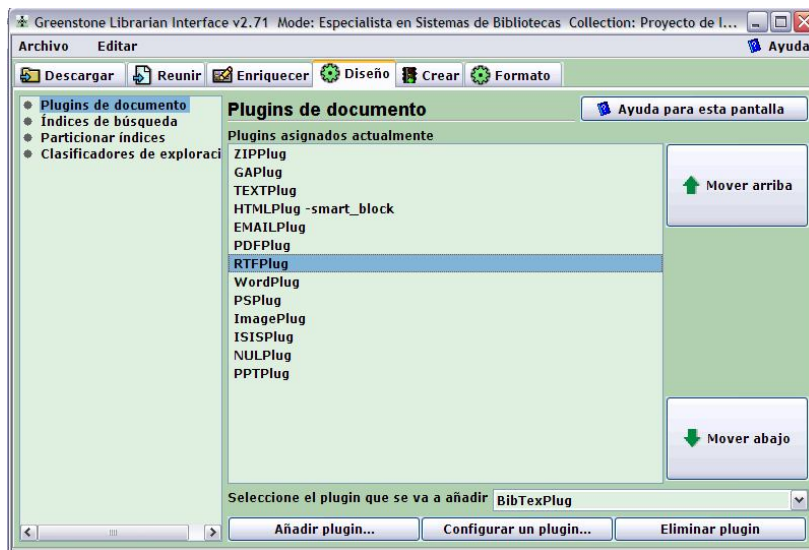 Greenstone Librarian Interface v2.71 Mode: Especialista en Sistemas de Bibliotecas Collection: Proyecto de I...
Archivo Editar Ayuda
Descargar Reunir Enriquecer Diseño Crear Formato
Plugins de documento
Índices de búsqueda
Particionar índices
Clasificadores de exploraci
Plugins de documento Ayuda para esta pantalla
Plugins asignados actualmente
ZIPPlug
GAPlug
TEXTPlug
HTMLPlug -smart_block
EMAILPlug
PDFPlug
RTFPlug
WordPlug
PSPlug
ImagePlug
ISISPlug
NULPlug
PPTPlug
Mover arriba
Mover abajo
Seleccione el plugin que se va a añadir BibTexPlug
Añadir plugin... Configurar un plugin... Eliminar plugin